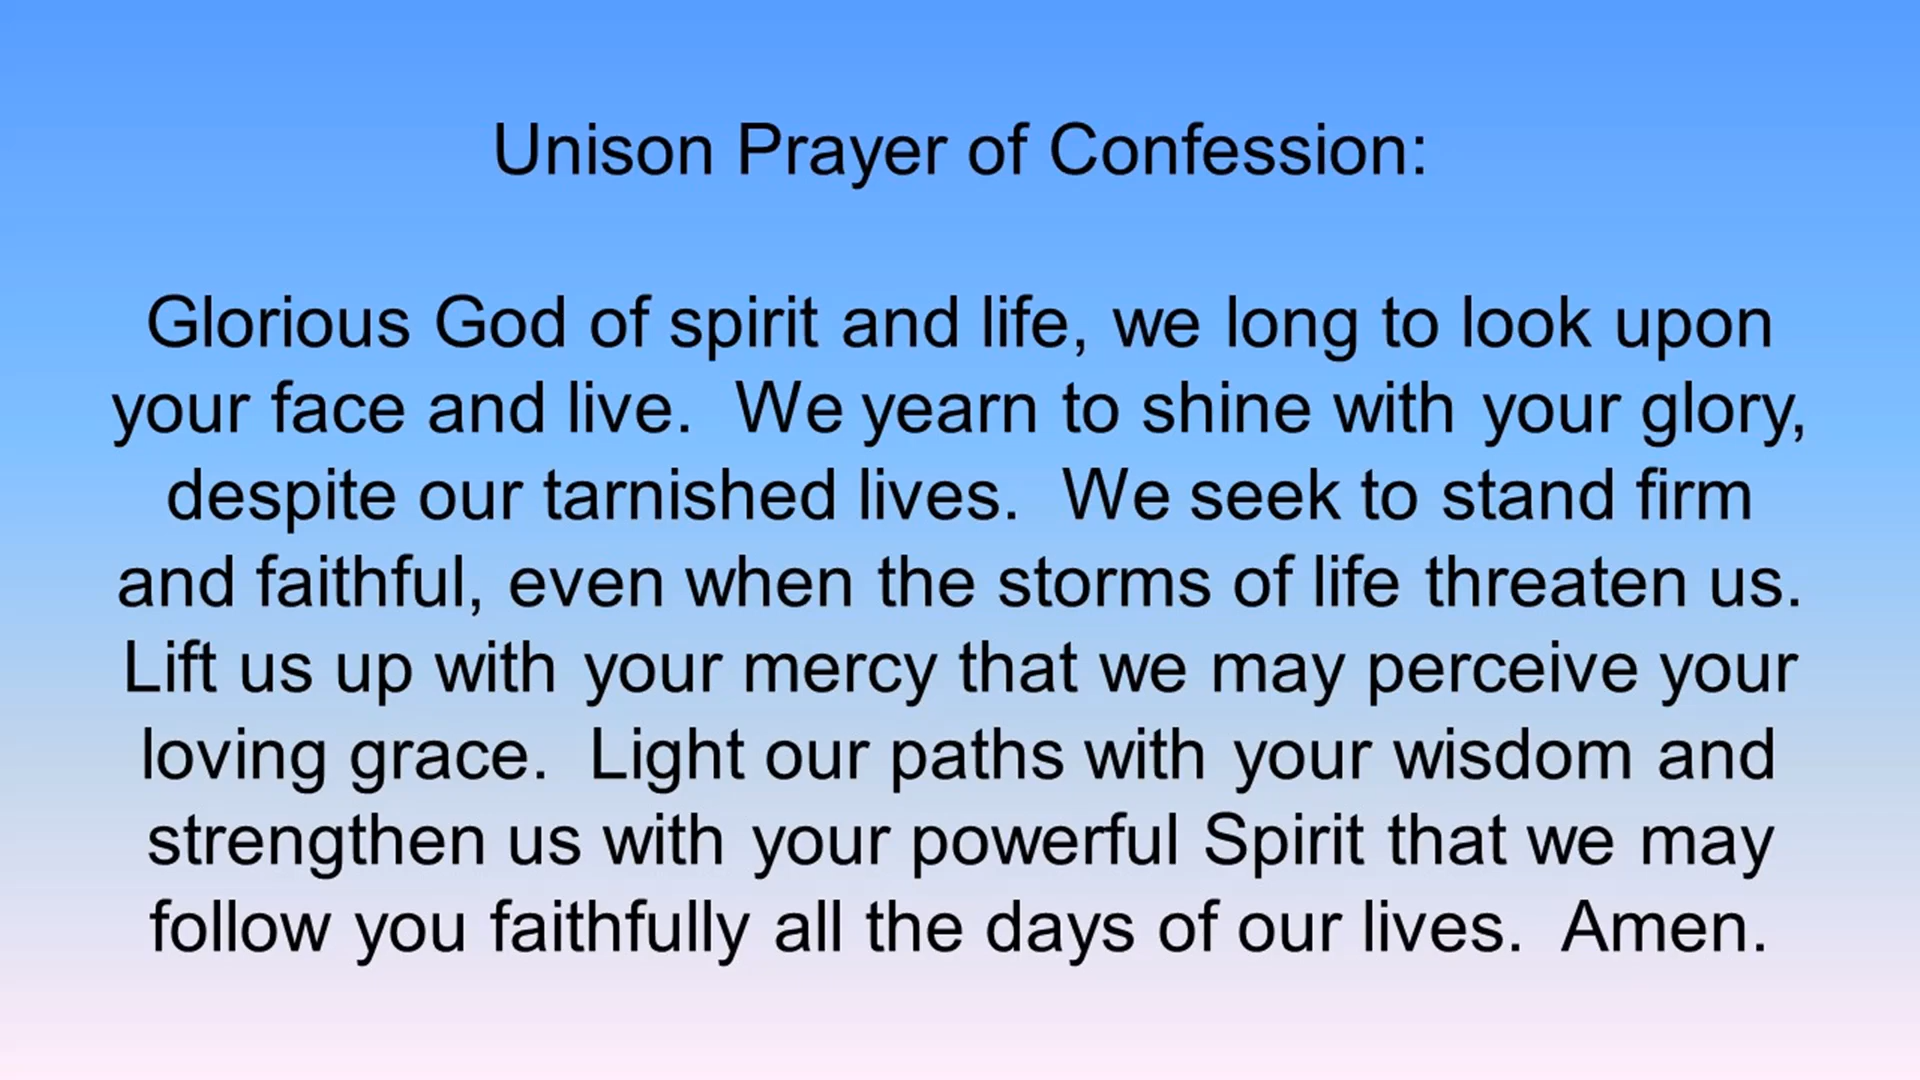 Unison Prayer of Confession:
Glorious God of spirit and life, we long to look upon
your face and live.  We yearn to shine with your glory,
despite our tarnished lives.  We seek to stand firm
and faithful, even when the storms of life threaten us.
Lift us up with your mercy that we may perceive your
loving grace.  Light our paths with your wisdom and
strengthen us with your powerful Spirit that we may
follow you faithfully all the days of our lives.  Amen.